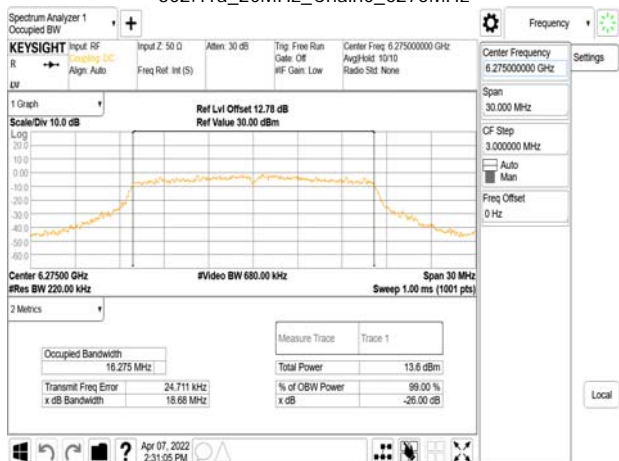 Spectrum Analyzer 1
Occupied BW
Frequency
KEYSIGHT
Input: RF
Coupling: DC
Align: Auto
Input Z: 50 Ω
Freq Ref: Int (S)
Atten: 30 dB
Trig: Free Run
Gate: Off
#IF Gain: Low
Center Freq: 6.275000000 GHz
Avg|Hold: 10/10
Radio Std: None
R
LV
Center Frequency
6.275000000 GHz
Settings
Span
30.000 MHz
CF Step
3.000000 MHz
Auto
Man
Freq Offset
0 Hz
1 Graph
Scale/Div 10.0 dB
Ref Lvl Offset 12.78 dB
Ref Value 30.00 dBm
Log
20.0
10.0
0.00
-10.0
-20.0
-30.0
-40.0
-50.0
-60.0
Center 6.27500 GHz
#Res BW 220.00 kHz
#Video BW 680.00 kHz
Span 30 MHz
Sweep 1.00 ms (1001 pts)
2 Metrics
Measure Trace
Trace 1
Occupied Bandwidth
16.275 MHz
Total Power
13.6 dBm
Transmit Freq Error
24.711 kHz
% of OBW Power
99.00 %
x dB Bandwidth
18.68 MHz
x dB
-26.00 dB
Local
?
Apr 07, 2022
2:31:05 PM